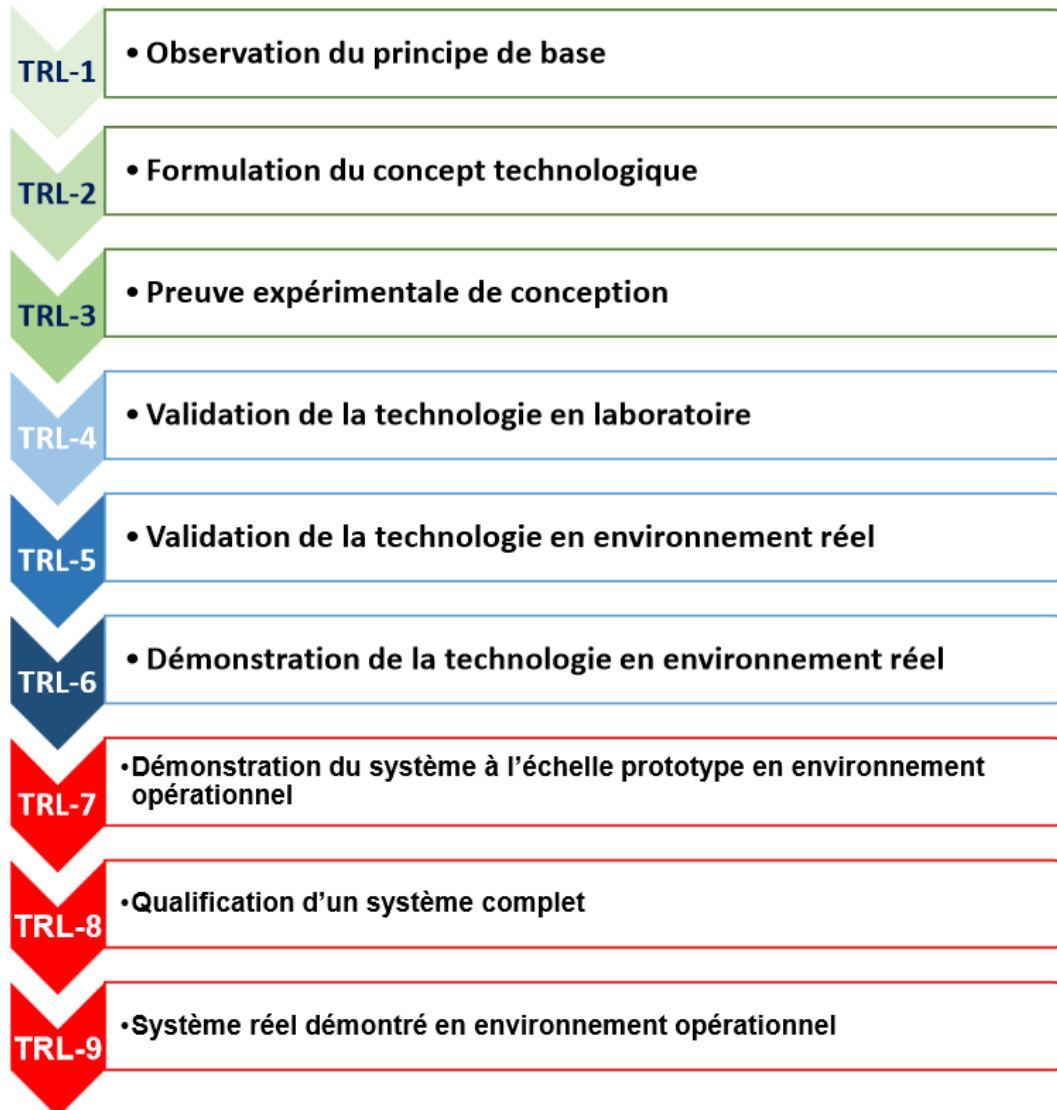 TRL-1
• Observation du principe de base
TRL-2
• Formulation du concept technologique
TRL-3
• Preuve expérimentale de conception
TRL-4
• Validation de la technologie en laboratoire
TRL-5
• Validation de la technologie en environnement réel
TRL-6
• Démonstration de la technologie en environnement réel
TRL-7
•Démonstration du système à l’échelle prototype en environnement
opérationnel
TRL-8
•Qualification d’un système complet
TRL-9
•Système réel démontré en environnement opérationnel